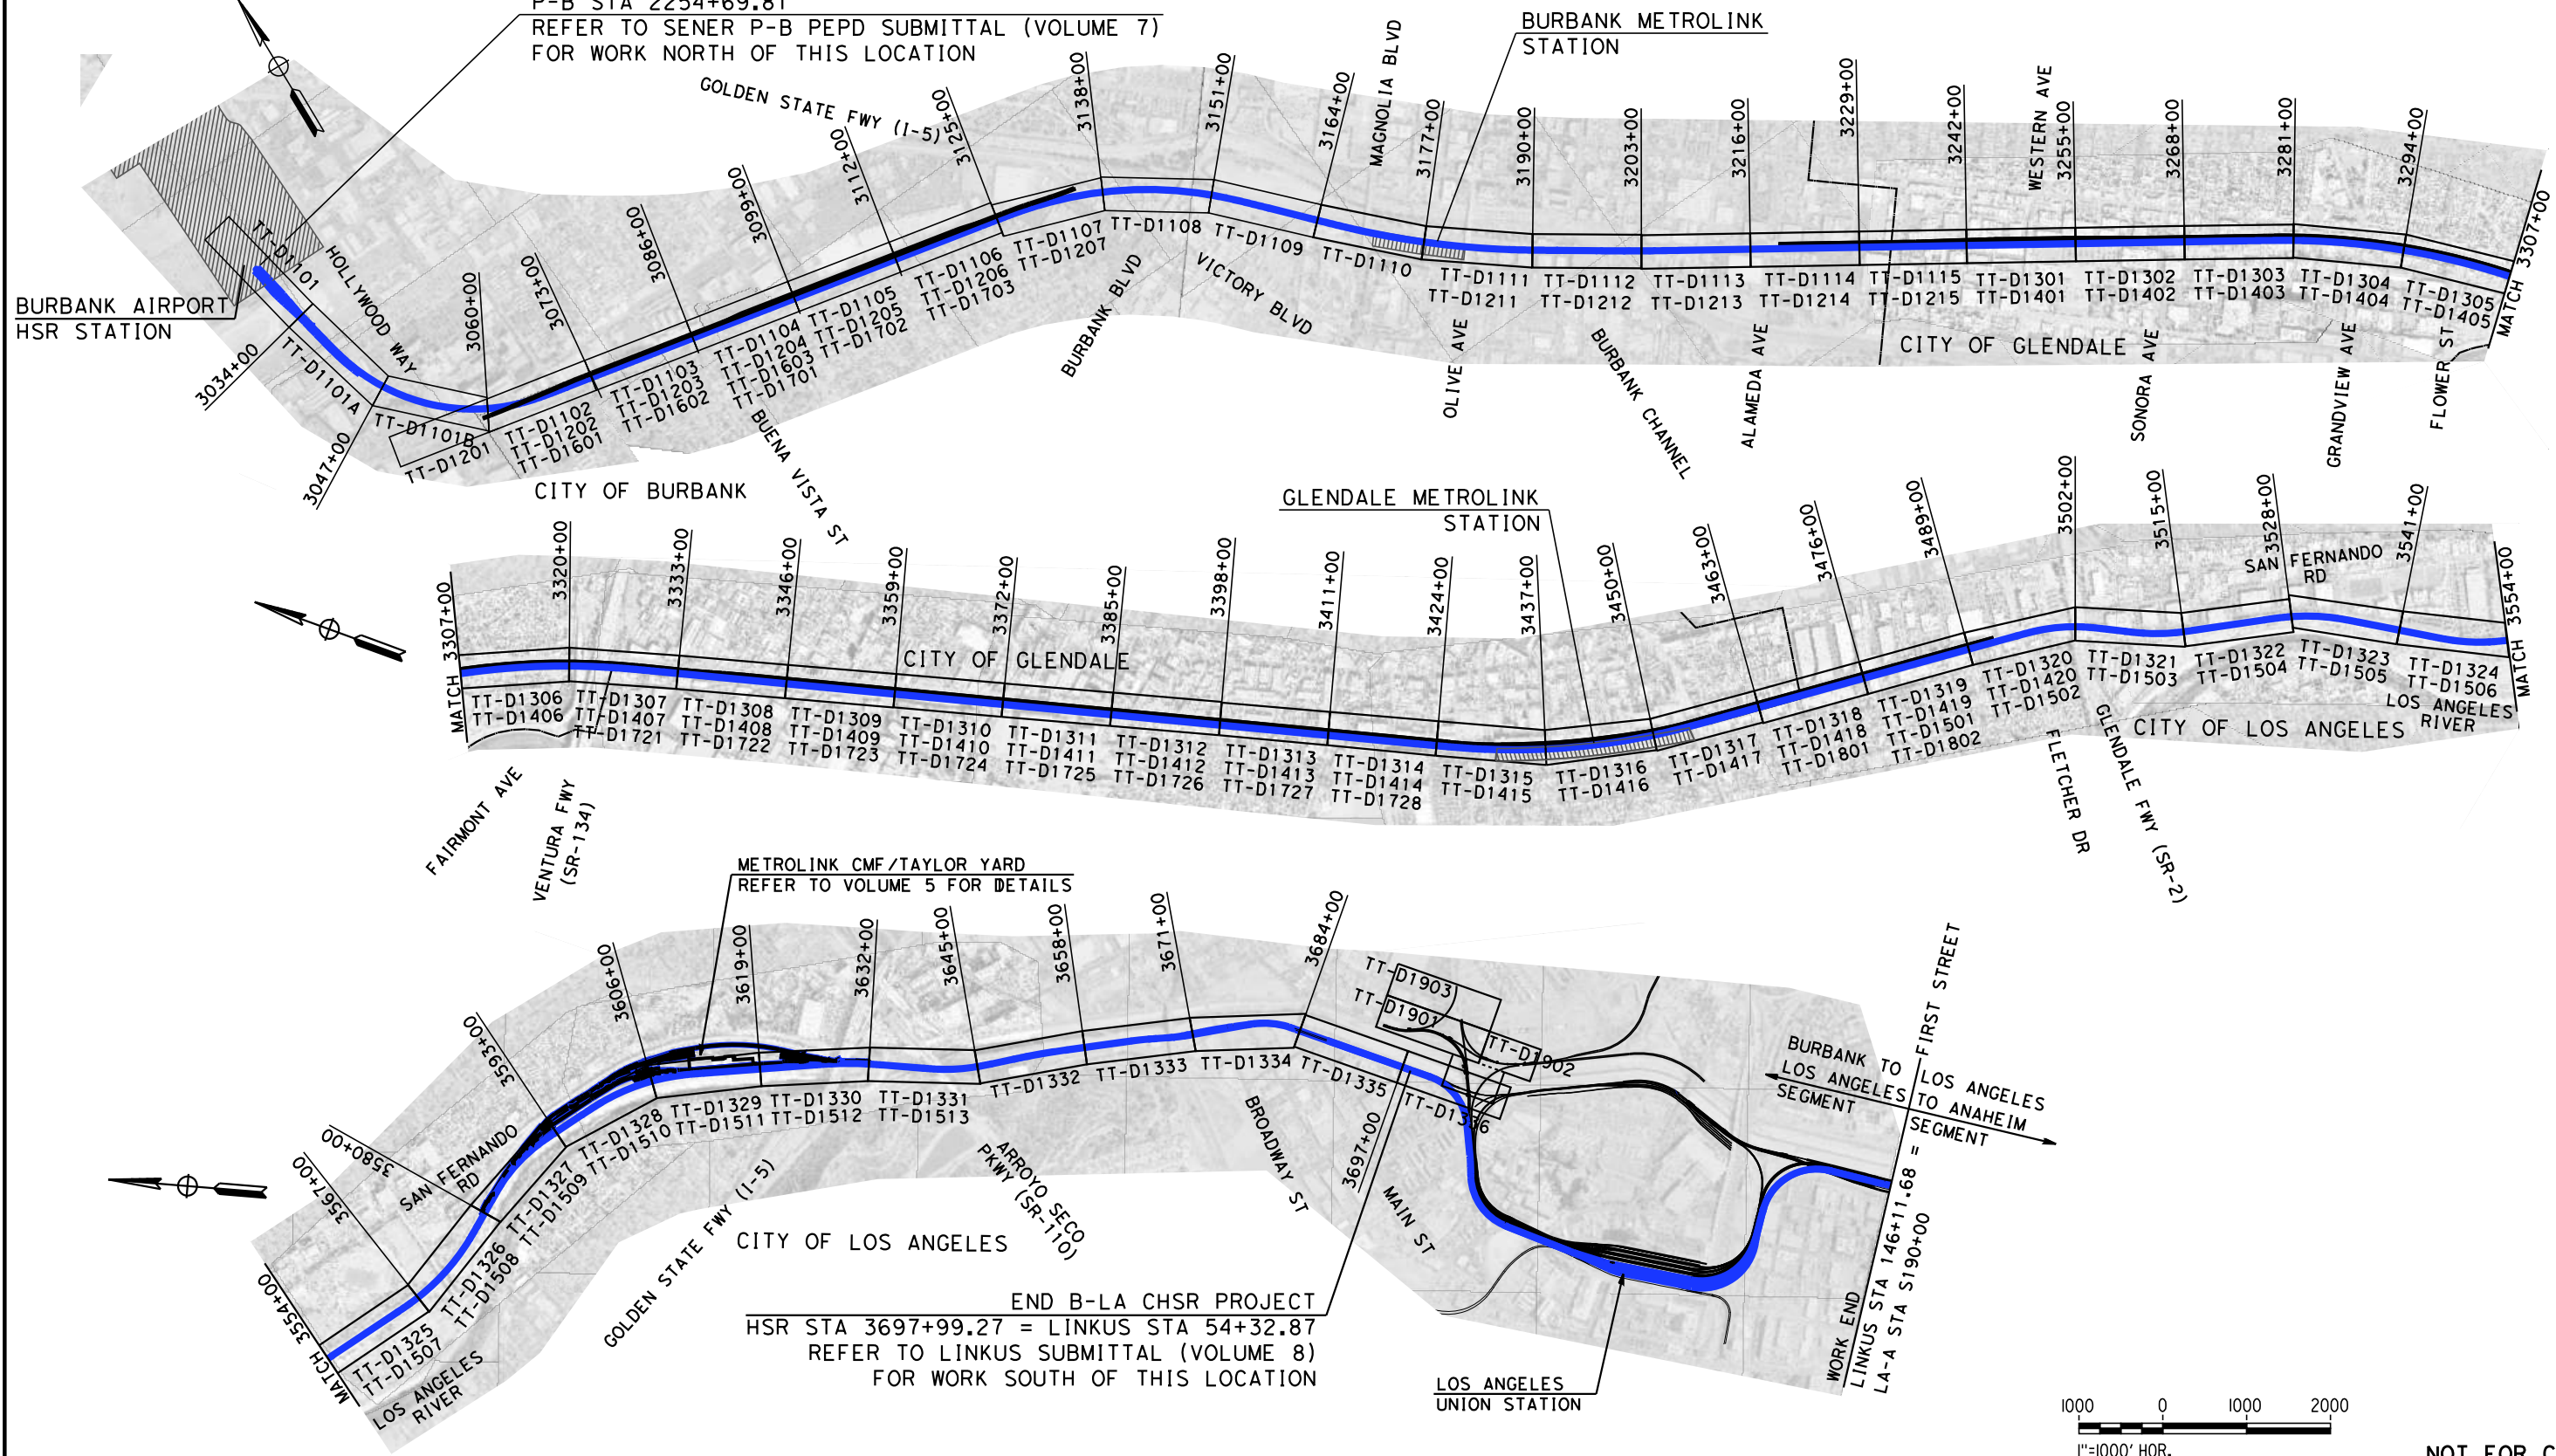 P-B STA 2254+69.81
REFER TO SENER P-B PEPD SUBMITTAL (VOLUME 7)
FOR WORK NORTH OF THIS LOCATION
BURBANK METROLINK
STATION
GOLDEN STATE FWY (I-5)
MAGNOLIA BLVD
WESTERN AVE
3034+00
3047+00
3060+00
3073+00
3086+00
3099+00
3112+00
3125+00
3138+00
3151+00
3164+00
3177+00
3190+00
3203+00
3216+00
3229+00
3242+00
3255+00
3268+00
3281+00
3294+00
MATCH 3307+00
BURBANK AIRPORT
HSR STATION
HOLLYWOOD WAY
TT-D1101
TT-D1101A
TT-D1101B
TT-D1201
TT-D1102
TT-D1202
TT-D1601
TT-D1103
TT-D1203
TT-D1602
TT-D1104
TT-D1204
TT-D1603
TT-D1701
TT-D1105
TT-D1205
TT-D1702
TT-D1106
TT-D1206
TT-D1703
TT-D1107
TT-D1207
TT-D1108
TT-D1109
TT-D1110
TT-D1111
TT-D1211
TT-D1112
TT-D1212
TT-D1113
TT-D1213
TT-D1114
TT-D1214
TT-D1115
TT-D1215
TT-D1301
TT-D1401
TT-D1302
TT-D1402
TT-D1303
TT-D1403
TT-D1304
TT-D1404
TT-D1305
TT-D1405
CITY OF BURBANK
BUENA VISTA ST
BURBANK BLVD
VICTORY BLVD
OLIVE AVE
BURBANK CHANNEL
ALAMEDA AVE
CITY OF GLENDALE
SONORA AVE
GRANDVIEW AVE
FLOWER ST
GLENDALE METROLINK
STATION
MATCH 3307+00
3320+00
3333+00
3346+00
3359+00
3372+00
3385+00
3398+00
3411+00
3424+00
3437+00
3450+00
3463+00
3476+00
3489+00
3502+00
3515+00
3528+00
3541+00
MATCH 3554+00
CITY OF GLENDALE
SAN FERNANDO
RD
TT-D1306
TT-D1406
TT-D1307
TT-D1407
TT-D1721
TT-D1308
TT-D1408
TT-D1722
TT-D1309
TT-D1409
TT-D1723
TT-D1310
TT-D1410
TT-D1724
TT-D1311
TT-D1411
TT-D1725
TT-D1312
TT-D1412
TT-D1726
TT-D1313
TT-D1413
TT-D1727
TT-D1314
TT-D1414
TT-D1728
TT-D1315
TT-D1415
TT-D1316
TT-D1416
TT-D1317
TT-D1417
TT-D1318
TT-D1418
TT-D1801
TT-D1319
TT-D1419
TT-D1501
TT-D1802
TT-D1320
TT-D1420
TT-D1502
TT-D1321
TT-D1503
TT-D1322
TT-D1504
TT-D1323
TT-D1505
TT-D1324
TT-D1506
LOS ANGELES
RIVER
CITY OF LOS ANGELES
FAIRMONT AVE
VENTURA FWY
(SR-134)
FLETCHER DR
GLENDALE FWY (SR-2)
METROLINK CMF/TAYLOR YARD
REFER TO VOLUME 5 FOR DETAILS
MATCH 3554+00
3567+00
3580+00
3593+00
3606+00
3619+00
3632+00
3645+00
3658+00
3671+00
3684+00
3697+00
SAN FERNANDO
RD
TT-D1325
TT-D1507
TT-D1326
TT-D1508
TT-D1327
TT-D1509
TT-D1328
TT-D1510
TT-D1329
TT-D1511
TT-D1330
TT-D1512
TT-D1331
TT-D1513
TT-D1332
TT-D1333
TT-D1334
TT-D1335
TT-D1336
TT-D1903
TT-D1901
TT-D1902
LOS ANGELES
RIVER
GOLDEN STATE FWY (I-5)
CITY OF LOS ANGELES
ARROYO SECO
PKWY (SR-110)
BROADWAY ST
MAIN ST
FIRST STREET
BURBANK TO
LOS ANGELES
SEGMENT
LOS ANGELES
TO ANAHEIM
SEGMENT
END B-LA CHSR PROJECT
HSR STA 3697+99.27 = LINKUS STA 54+32.87
REFER TO LINKUS SUBMITTAL (VOLUME 8)
FOR WORK SOUTH OF THIS LOCATION
LOS ANGELES
UNION STATION
WORK END
LINKUS STA 146+11.68 =
LA-A STA S190+00
1000 0 1000 2000
1"=1000' HOR.
NOT FOR C